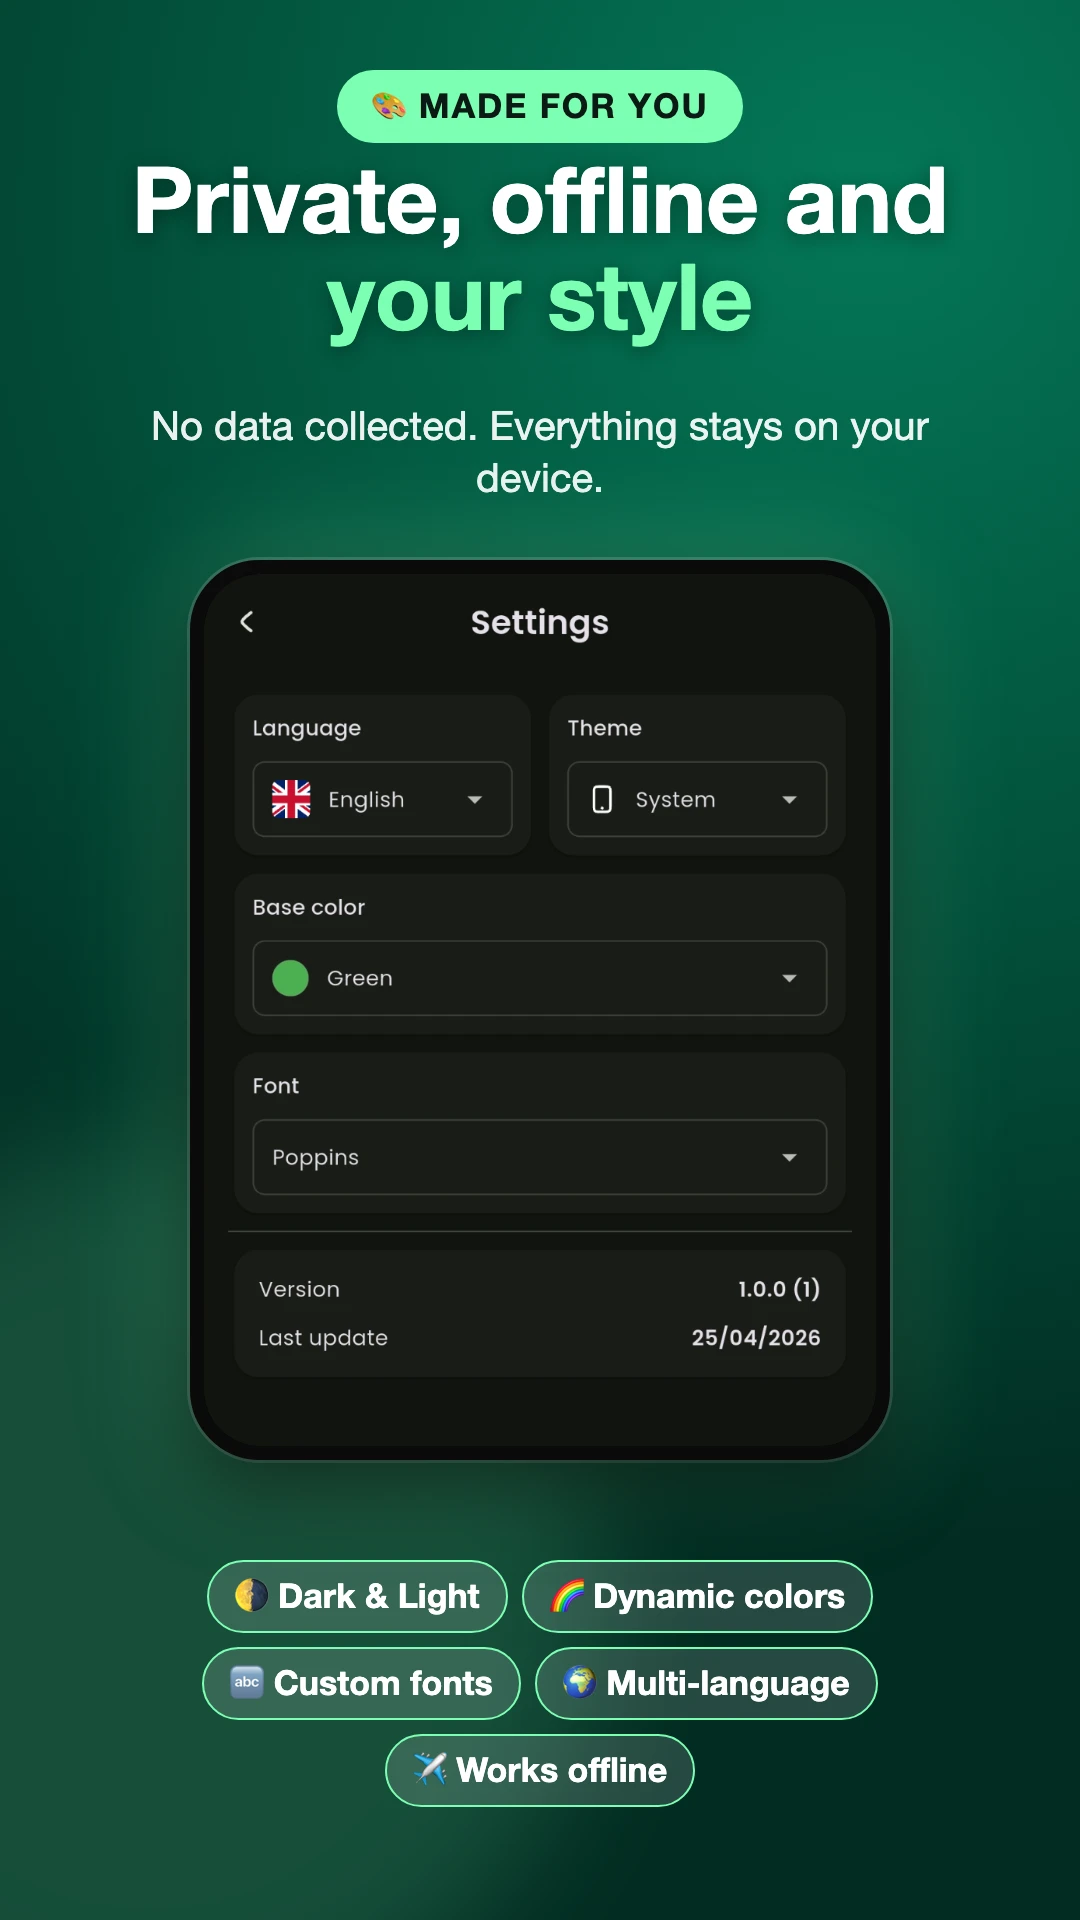 MADE FOR YOU
Private, offline and
your style
No data collected. Everything stays on your
device.
Settings
Language
Theme
English
System
Base color
Green
Font
Poppins
Version
1.0.0 (1)
Last update
25/04/2026
Dark & Light
Dynamic colors
abc
Custom fonts
Multi-language
Works offline